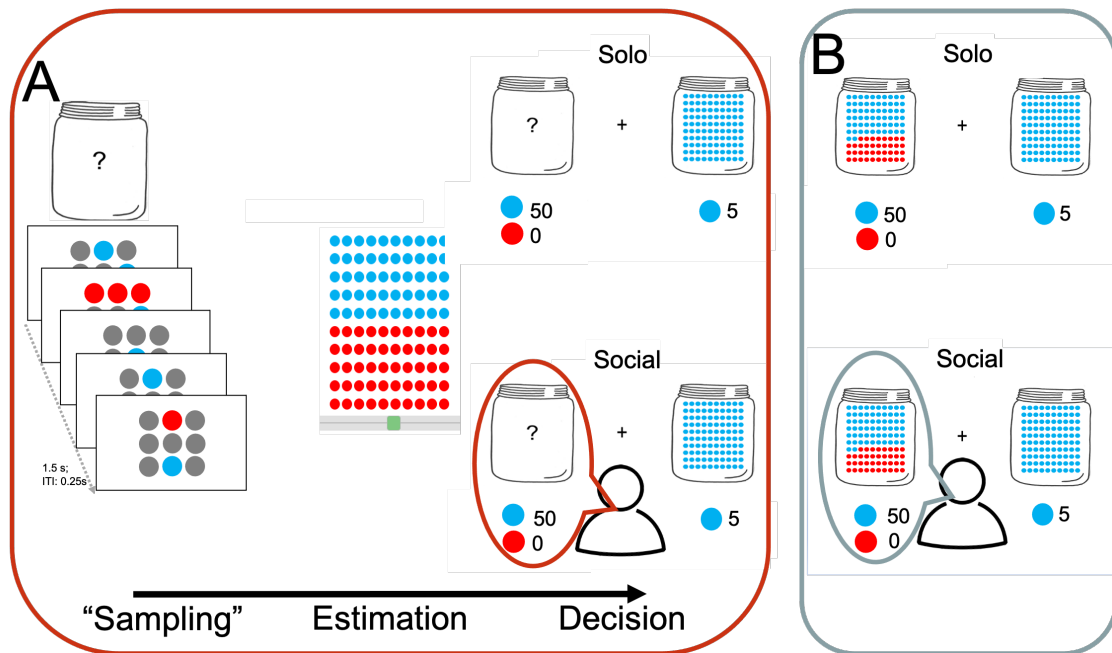 A
?
1.5 s;
ITI: 0.25s
Solo
?
+
50
0
5
Social
?
+
50
0
5
“Sampling”
Estimation
Decision
B
Solo
+
50
0
5
Social
+
50
0
5